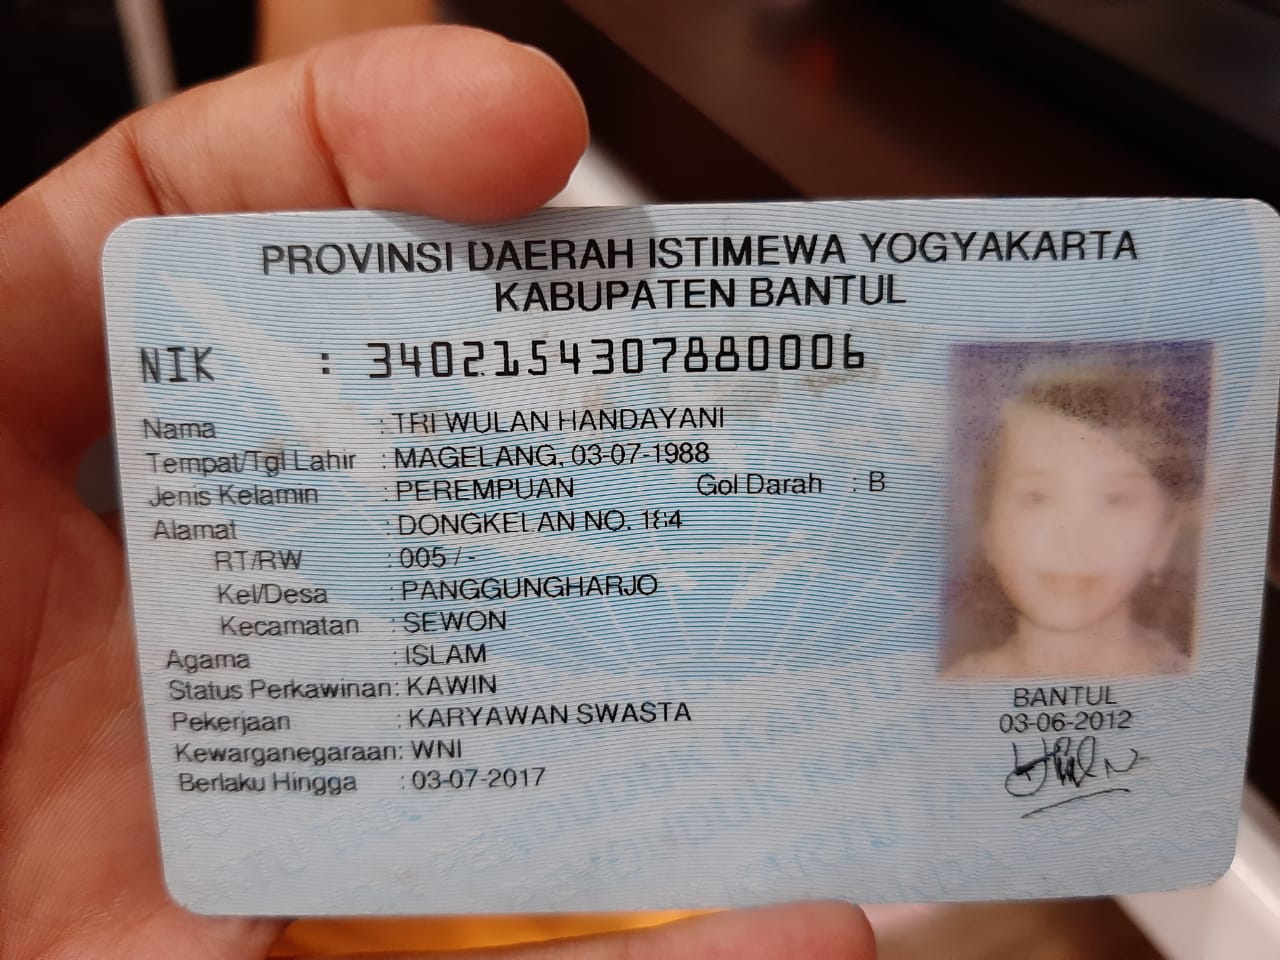 PROVINSI DAERAH ISTIMEWA YOGYAKARTA
KABUPATEN BANTUL
NIK : 3402154307880006
Nama : TRI WULAN HANDAYANI
Tempat/Tgl Lahir : MAGELANG, 03-07-1988
Jenis Kelamin : PEREMPUAN Gol Darah : B
Alamat : DONGKELAN NO.
RT/RW : 005 / -
Kel/Desa : PANGGUNGHARJO
Kecamatan : SEWON
Agama : ISLAM
Status Perkawinan: KAWIN
Pekerjaan : KARYAWAN SWASTA
Kewarganegaraan: WNI
Berlaku Hingga : 03-07-2017
BANTUL
03-06-2012